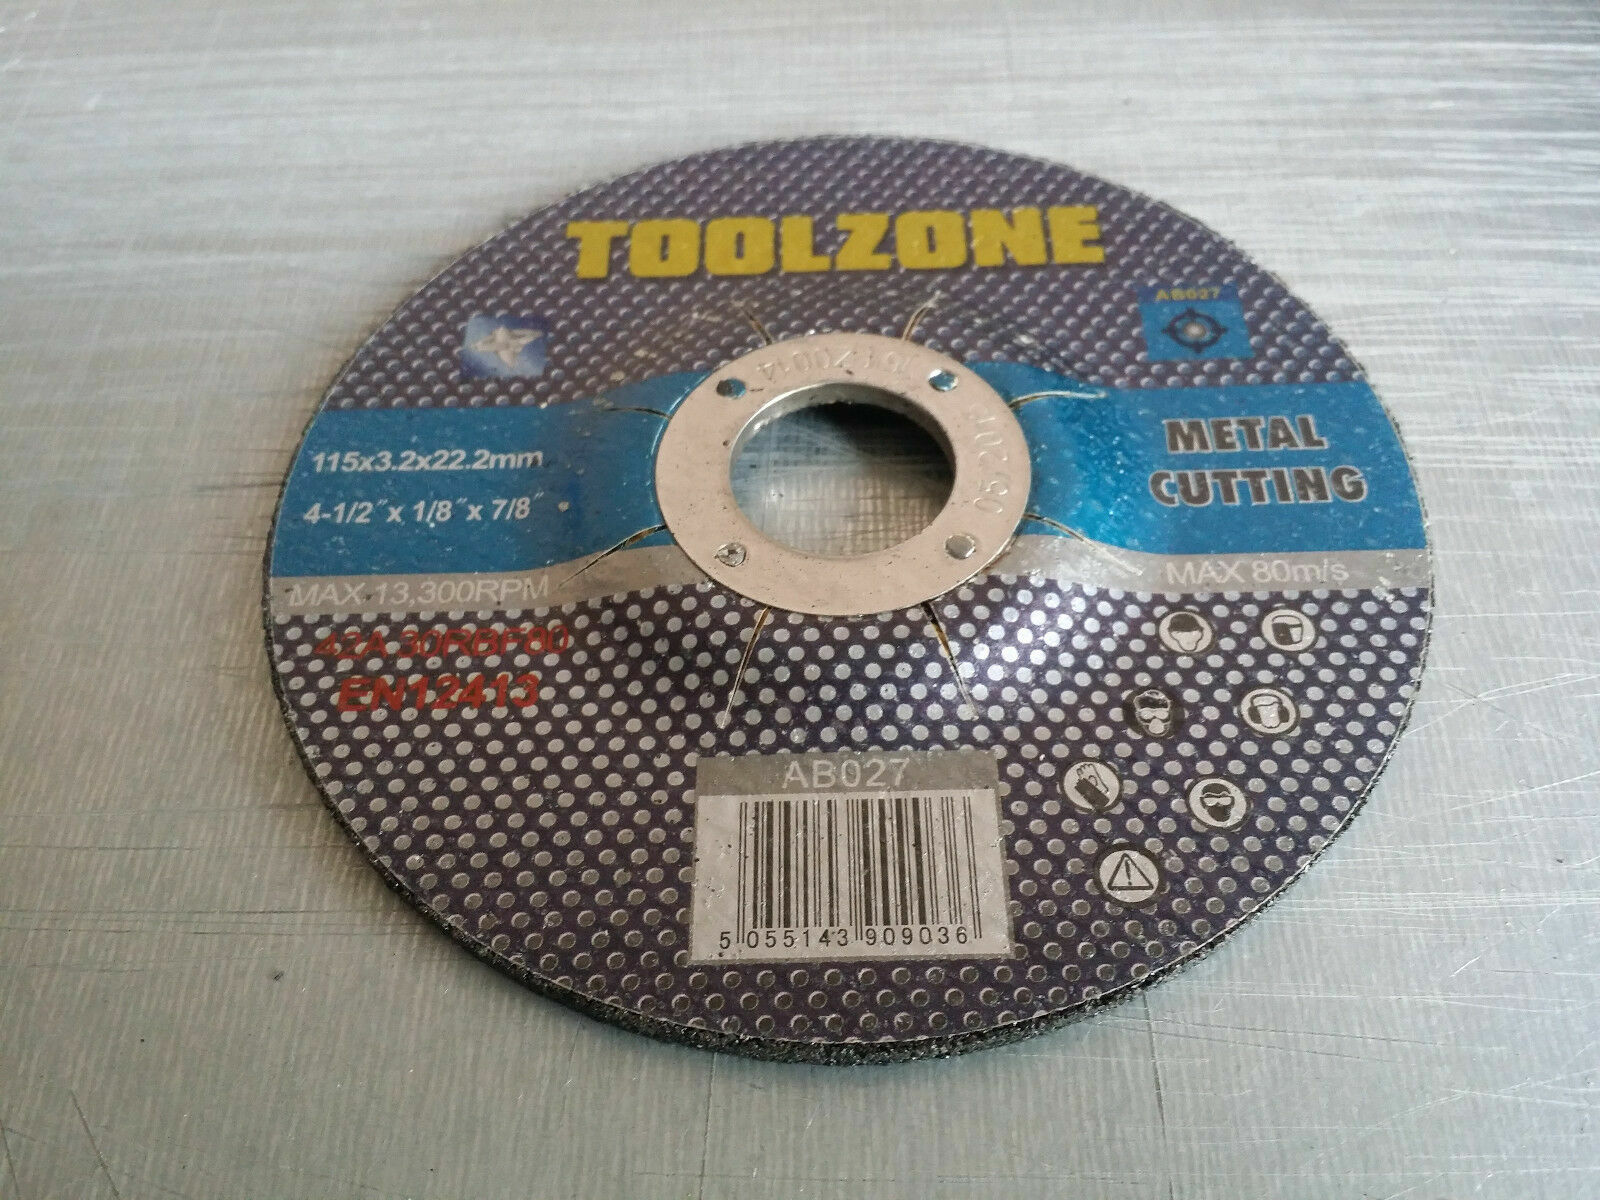 TOOLZONE
AB027
115x3.2x22.2mm
4-1/2" x 1/8" x 7/8"
METAL
CUTTING
MAX 13,300RPM
MAX 80m/s
42A 30RBF80
EN12413
AB027
5 055143 909036